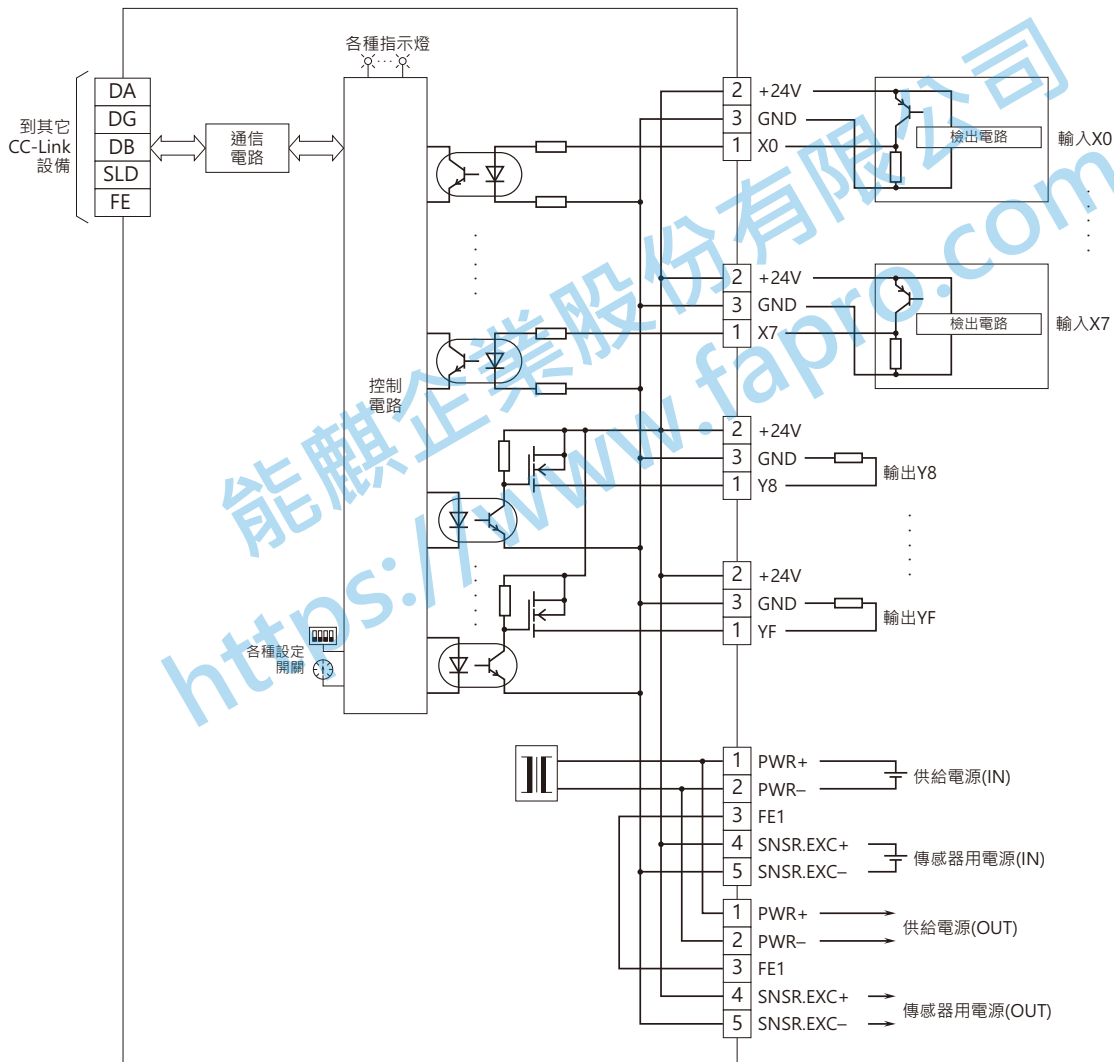 各種指示燈
DA
DG
DB
SLD
FE
到其它
CC-Link
設備
通信
電路
控制
電路
各種設定
開關
2 +24V
3 GND
1 X0
檢出電路
輸入X0
2 +24V
3 GND
1 X7
檢出電路
輸入X7
2 +24V
3 GND
1 Y8
輸出Y8
2 +24V
3 GND
1 YF
輸出YF
1 PWR+
2 PWR–
供給電源(IN)
3 FE1
4 SNSR.EXC+
5 SNSR.EXC–
傳感器用電源(IN)
1 PWR+
2 PWR–
供給電源(OUT)
3 FE1
4 SNSR.EXC+
5 SNSR.EXC–
傳感器用電源(OUT)
能麒企業股份有限公司
https://www.fapro.com